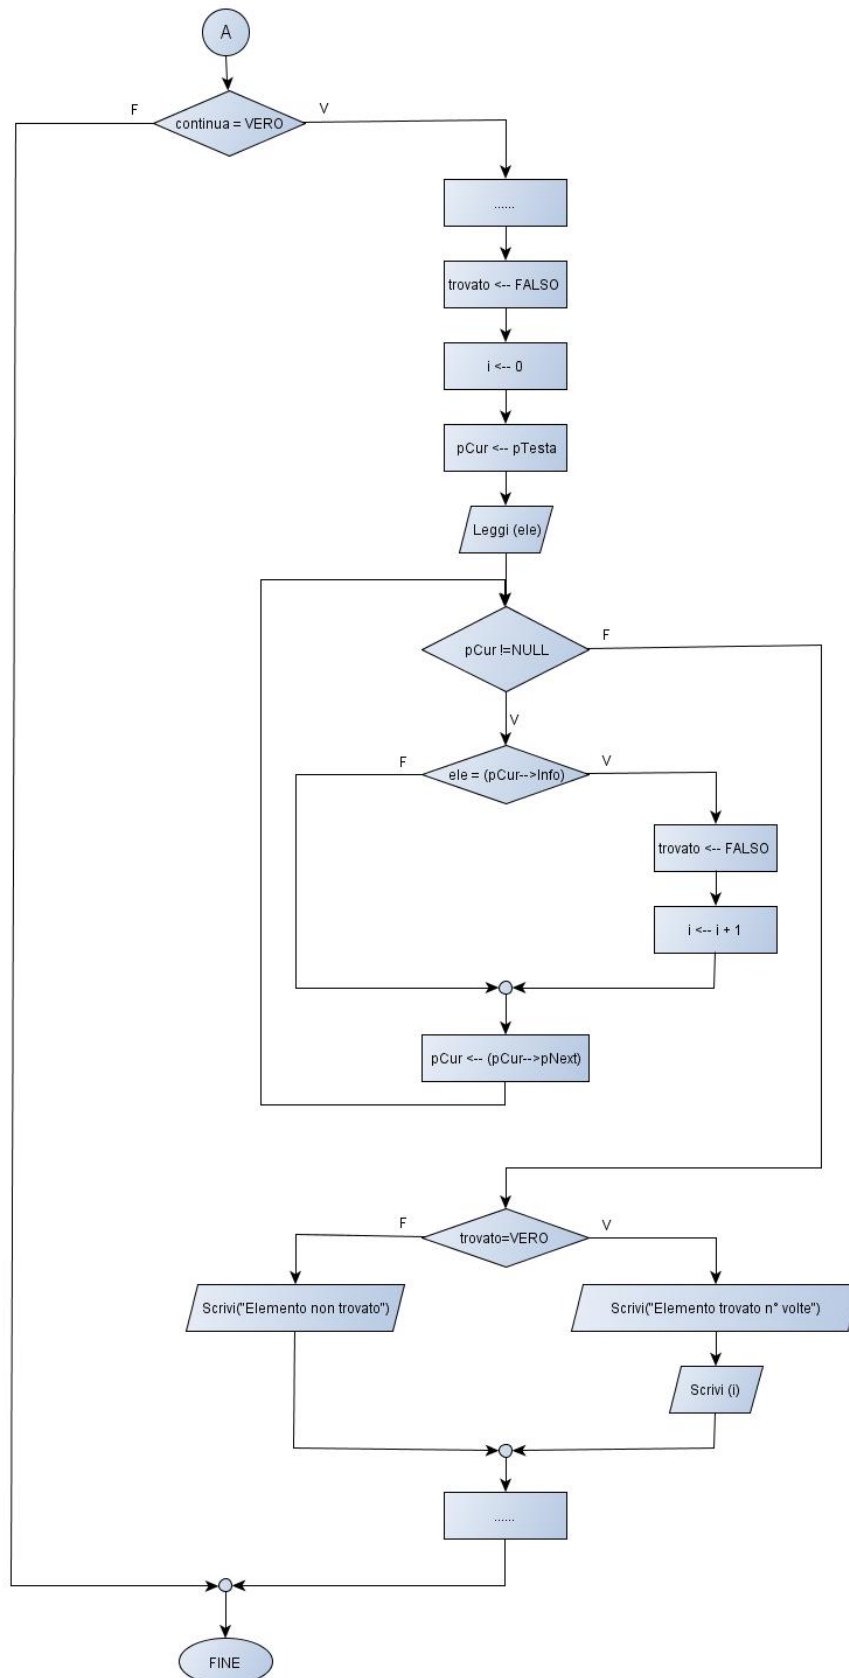 A
F
V
continua = VERO
......
trovato <-- FALSO
i <-- 0
pCur <-- pTesta
Leggi (ele)
F
pCur !=NULL
V
F
V
ele = (pCur-->Info)
trovato <-- FALSO
i <-- i + 1
pCur <-- (pCur-->pNext)
F
V
trovato=VERO
Scrivi("Elemento non trovato")
Scrivi("Elemento trovato n° volte")
Scrivi (i)
......
FINE